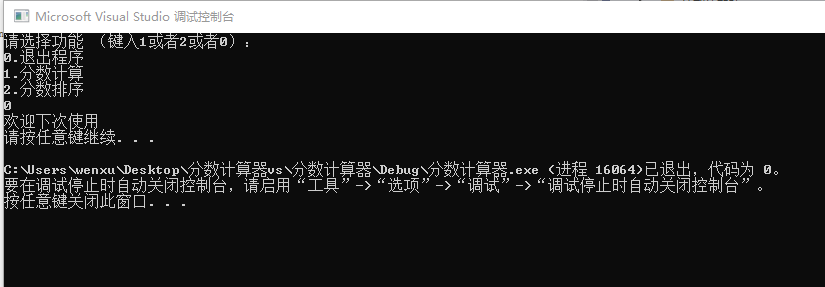 Microsoft Visual Studio 调试控制台
请选择功能 （键入1或者2或者0）：
0.退出程序
1.分数计算
2.分数排序
0
欢迎下次使用
请按任意键继续. . .
C:\Users\wenxu\Desktop\分数计算器vs\分数计算器\Debug\分数计算器.exe (进程 16064)已退出，代码为 0。
要在调试停止时自动关闭控制台，请启用“工具”->“选项”->“调试”->“调试停止时自动关闭控制台”。
按任意键关闭此窗口. . .